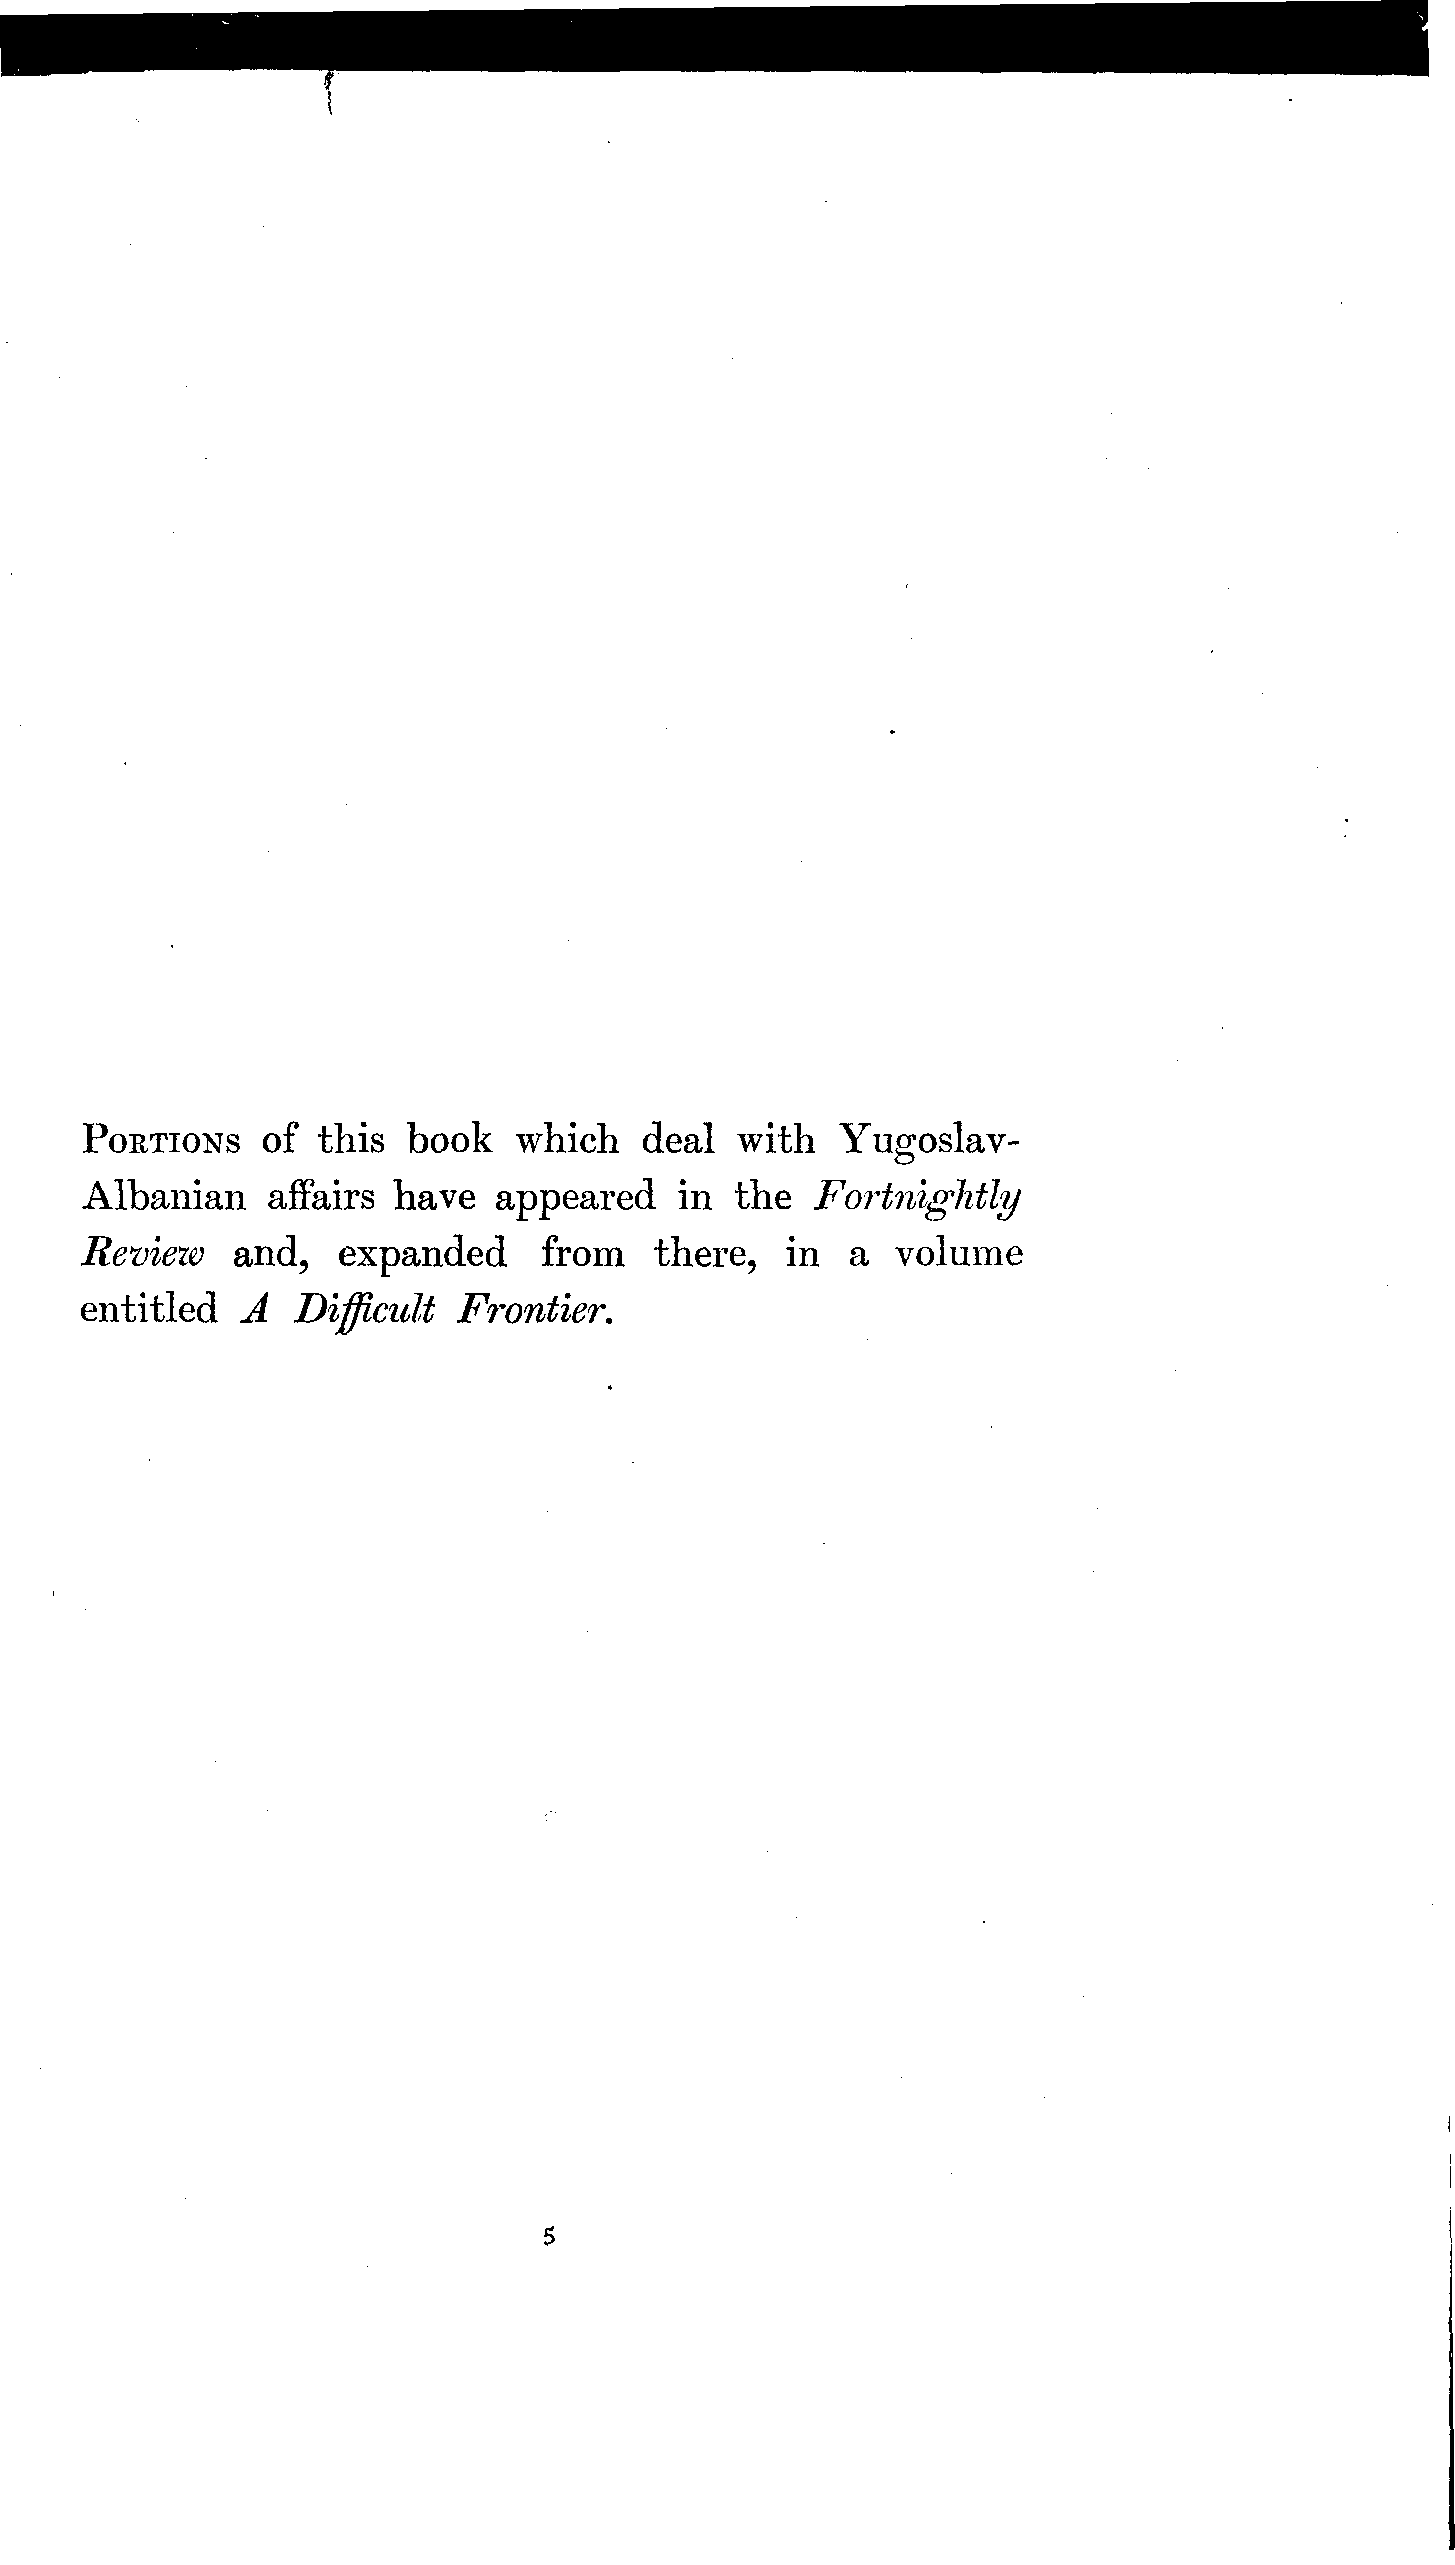 PORTIONS of this book which deal with Yugoslav-
Albanian affairs have appeared in the Fortnightly
Review and, expanded from there, in a volume
entitled A Difficult Frontier.
5